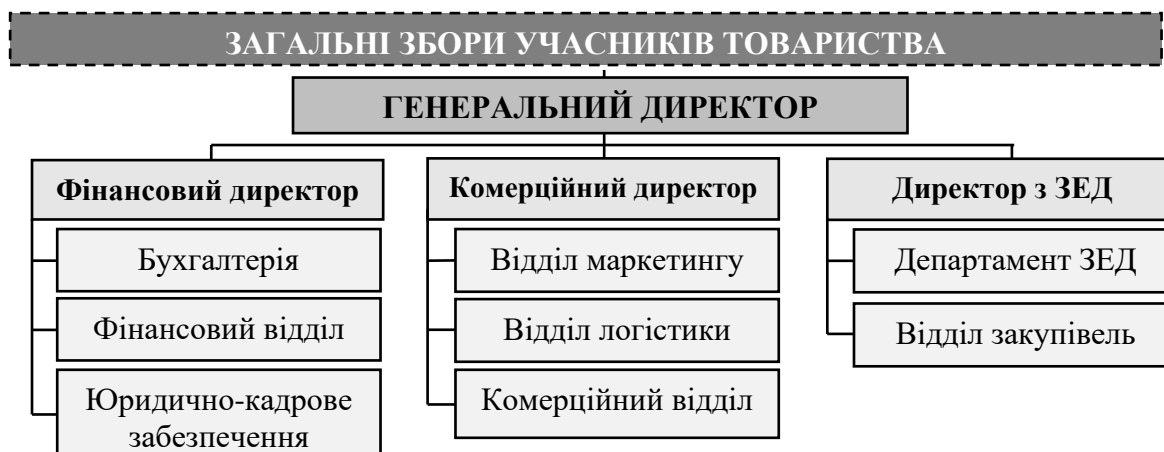 ЗАГАЛЬНІ ЗБОРИ УЧАСНИКІВ ТОВАРИСТВА
ГЕНЕРАЛЬНИЙ ДИРЕКТОР
Фінансовий директор
Бухгалтерія
Фінансовий відділ
Юридично-кадрове
забезпечення
Комерційний директор
Відділ маркетингу
Відділ логістики
Комерційний відділ
Директор з ЗЕД
Департамент ЗЕД
Відділ закупівель